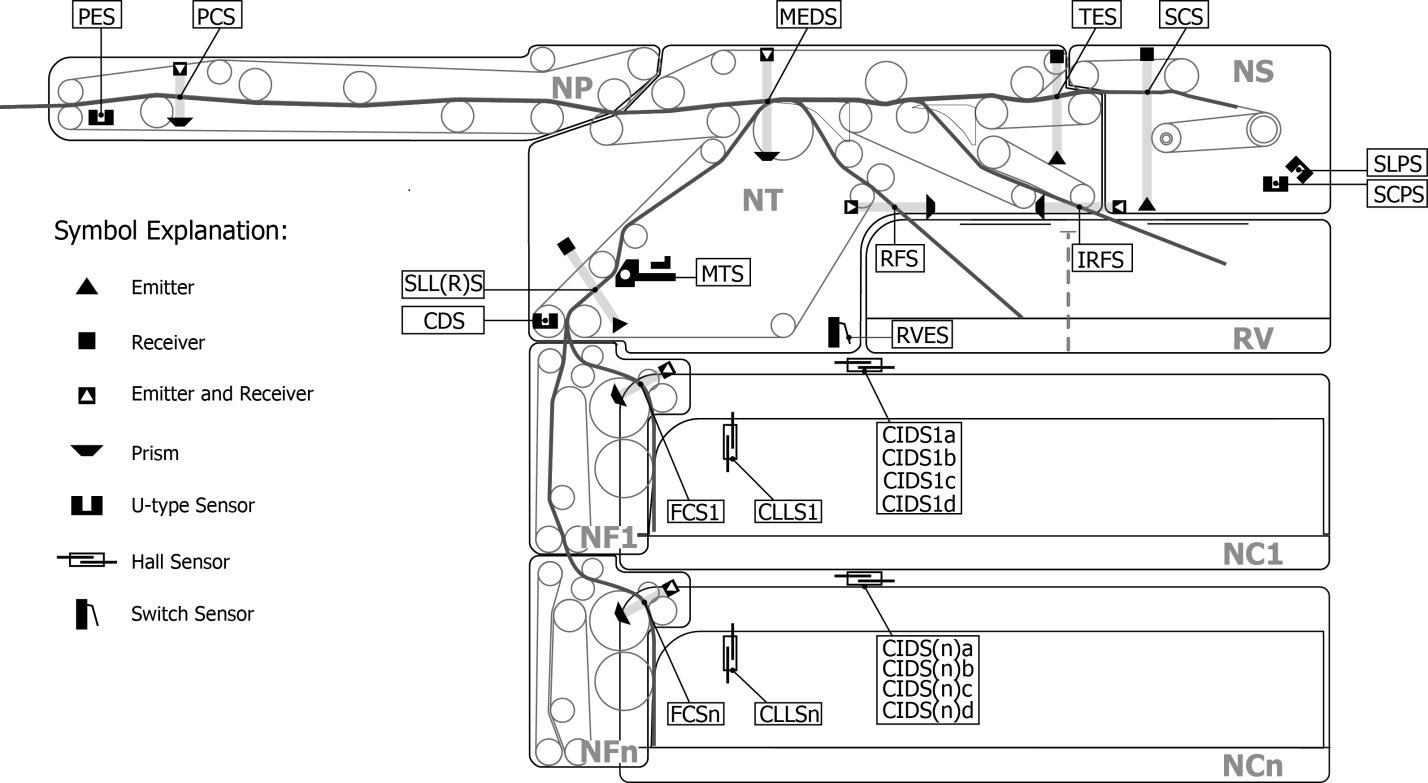 PES
PCS
MEDS
TES
SCS
NP
NS
SLPS
SCPS
NT
Symbol Explanation:
RFS
IRFS
MTS
SLL(R)S
Emitter
CDS
RVES
RV
Receiver
Emitter and Receiver
CIDS1a
CIDS1b
CIDS1c
CIDS1d
Prism
U-type Sensor
FCS1
CLLS1
NF1
NC1
Hall Sensor
Switch Sensor
CIDS(n)a
CIDS(n)b
CIDS(n)c
CIDS(n)d
FCSn
CLLSn
NFn
NCn